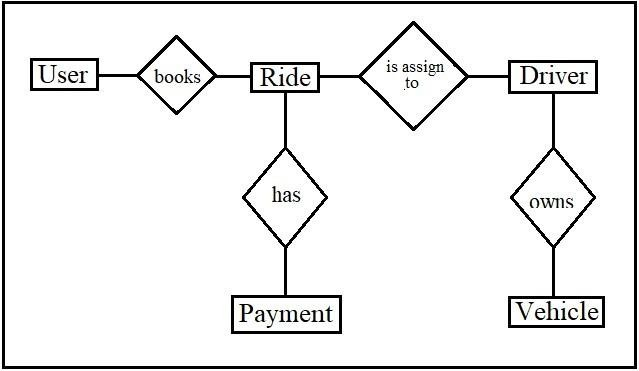 User
books
Ride
is assign
to
Driver
has
owns
Payment
Vehicle